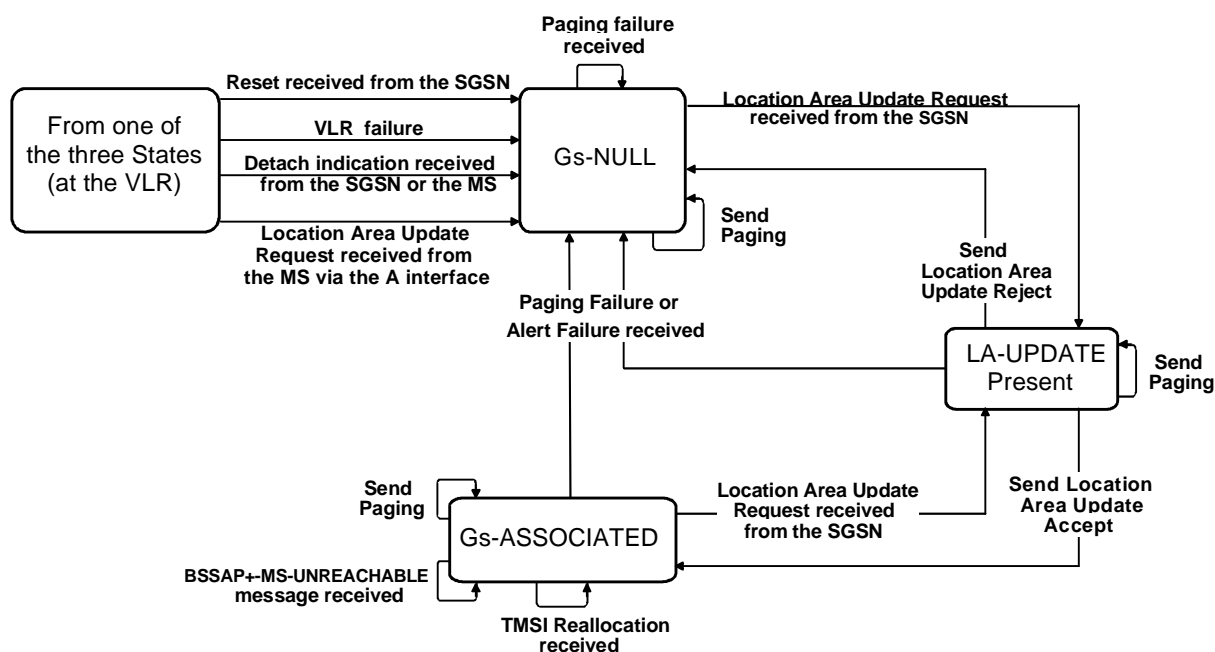 Paging failure
received
Reset received from the SGSN
From one of
the three States
(at the VLR)
VLR failure
Detach indication received
from the SGSN or the MS
Location Area Update
Request received from
the MS via the A interface
Gs-NULL
Location Area Update Request
received from the SGSN
Send
Paging
Send
Location Area
Update Reject
Paging Failure or
Alert Failure received
LA-UPDATE
Present
Send
Paging
Send
Paging
Gs-ASSOCIATED
Location Area Update
Request received
from the SGSN
Send Location
Area Update
Accept
BSSAP+-MS-UNREACHABLE
message received
TMSI Reallocation
received